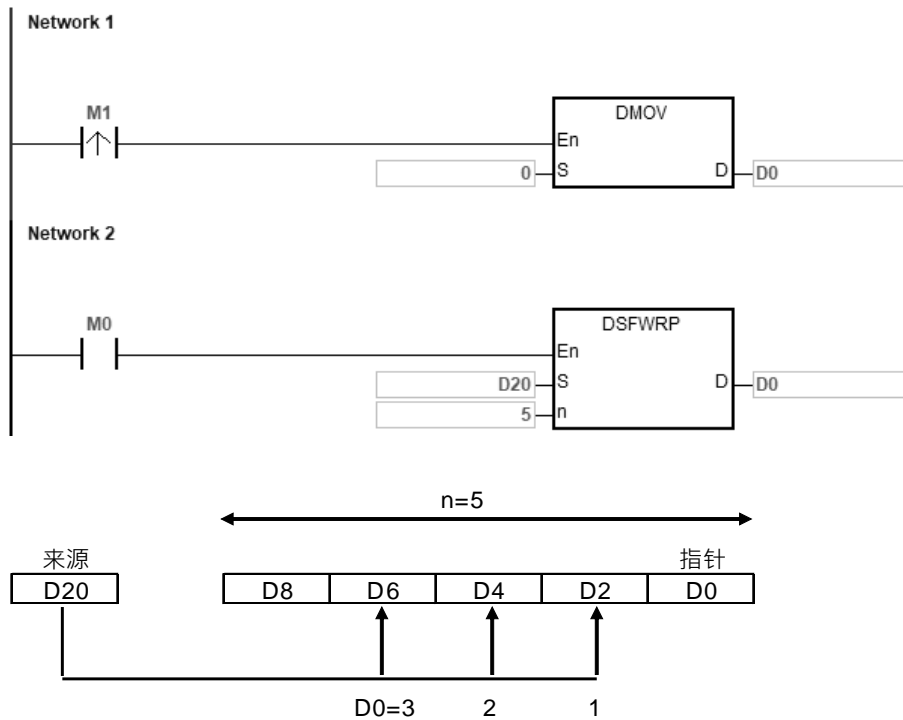 Network 1
M1
DMOV
En
0 S D D0
Network 2
M0
DSFWRP
En
D20 S D D0
5 n
n=5
来源 指针
D20 D8 D6 D4 D2 D0
D0=3 2 1